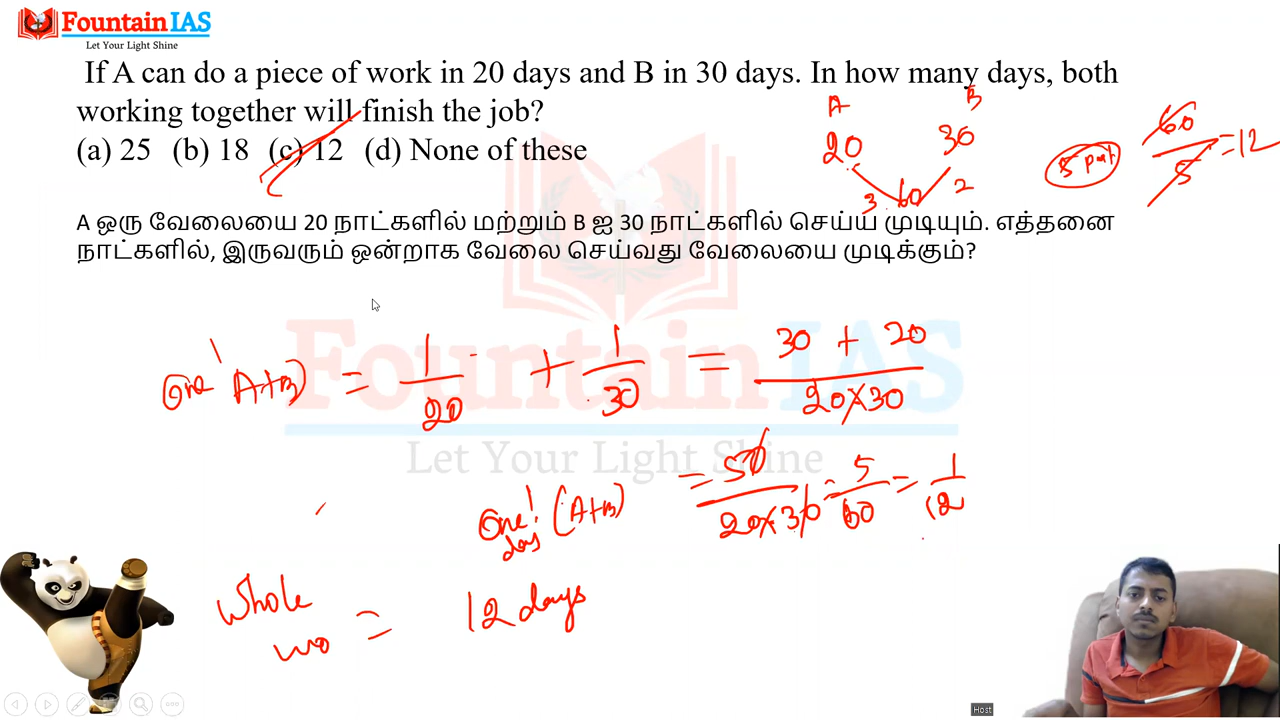 Fountain IAS
Let Your Light Shine
If A can do a piece of work in 20 days and B in 30 days. In how many days, both
working together will finish the job?
(a) 25 (b) 18 (c) 12 (d) None of these
A B
20 30
3 60 2
5 part
60/5 = 12
A ஒரு வேலையை 20 நாட்களில் மற்றும் B ஐ 30 நாட்களில் செய்ய முடியும். எத்தனை
நாட்களில், இருவரும் ஒன்றாக வேலை செய்வது வேலையை முடிக்கும்?
Fountain IAS
Let Your Light Shine
One A+B) = 1/20 + 1/30 = 30 + 20 / 20×30
One day (A+B) = 50 / 20×30 = 5/60 = 1/12
Whole wo = 12 days
Host